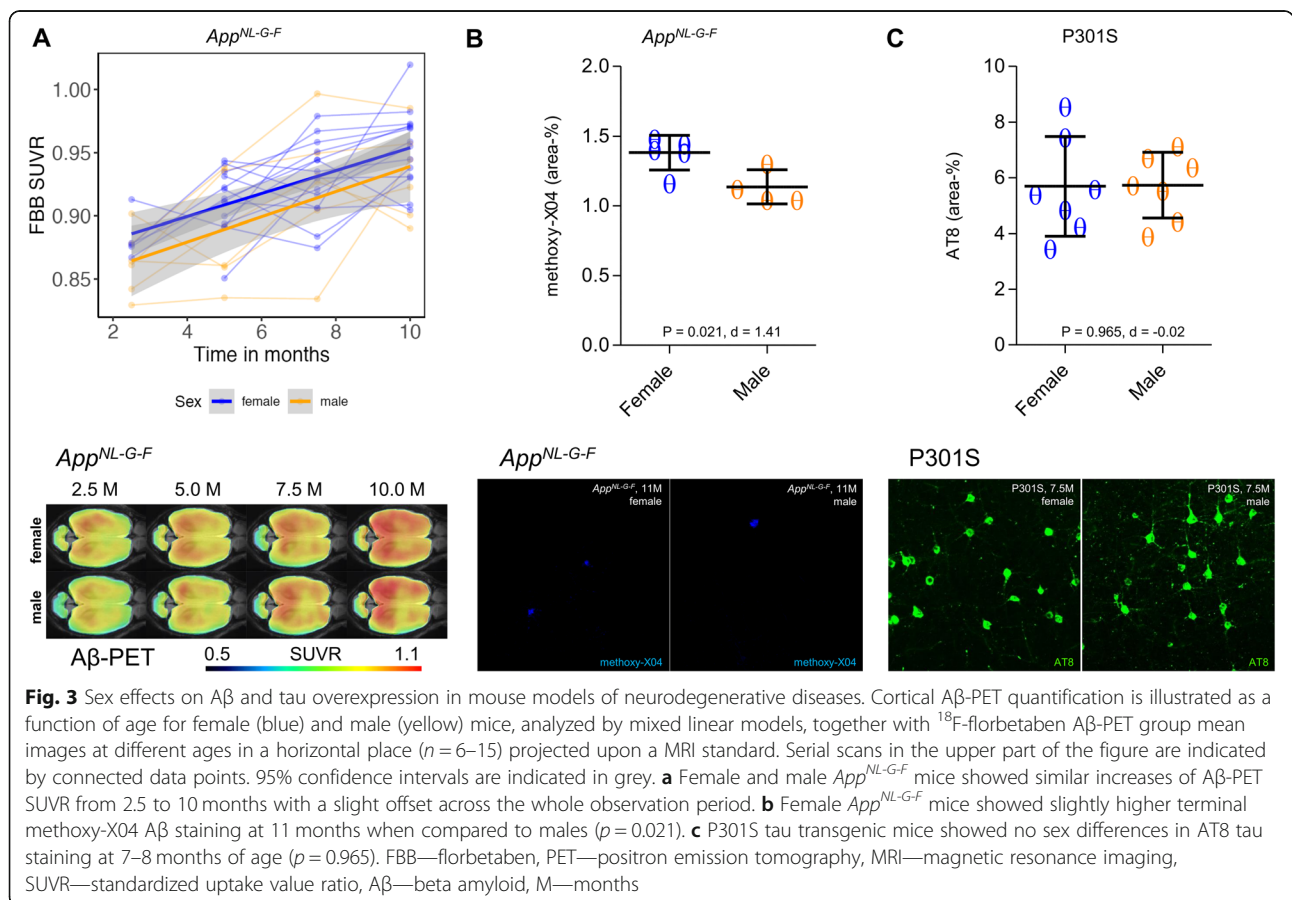 A
App^NL-G-F
FBB SUVR
1.00
0.95
0.90
0.85
2 4 6 8 10
Time in months
Sex female male
B
App^NL-G-F
methoxy-X04 (area-%)
2.0
1.5
1.0
0.5
0.0
P = 0.021, d = 1.41
Female Male
C
P301S
AT8 (area-%)
10
8
6
4
2
0
P = 0.965, d = -0.02
Female Male
App^NL-G-F
2.5 M 5.0 M 7.5 M 10.0 M
female
male
Aβ-PET 0.5 SUVR 1.1
App^NL-G-F
App^NL-G-F, 11M
female
methoxy-X04
App^NL-G-F, 11M
male
methoxy-X04
P301S
P301S, 7.5M
female
AT8
P301S, 7.5M
male
AT8
Fig. 3 Sex effects on Aβ and tau overexpression in mouse models of neurodegenerative diseases. Cortical Aβ-PET quantification is illustrated as a
function of age for female (blue) and male (yellow) mice, analyzed by mixed linear models, together with ¹⁸F-florbetaben Aβ-PET group mean
images at different ages in a horizontal place (n = 6–15) projected upon a MRI standard. Serial scans in the upper part of the figure are indicated
by connected data points. 95% confidence intervals are indicated in grey. a Female and male App^NL-G-F mice showed similar increases of Aβ-PET
SUVR from 2.5 to 10 months with a slight offset across the whole observation period. b Female App^NL-G-F mice showed slightly higher terminal
methoxy-X04 Aβ staining at 11 months when compared to males (p = 0.021). c P301S tau transgenic mice showed no sex differences in AT8 tau
staining at 7–8 months of age (p = 0.965). FBB—florbetaben, PET—positron emission tomography, MRI—magnetic resonance imaging,
SUVR—standardized uptake value ratio, Aβ—beta amyloid, M—months